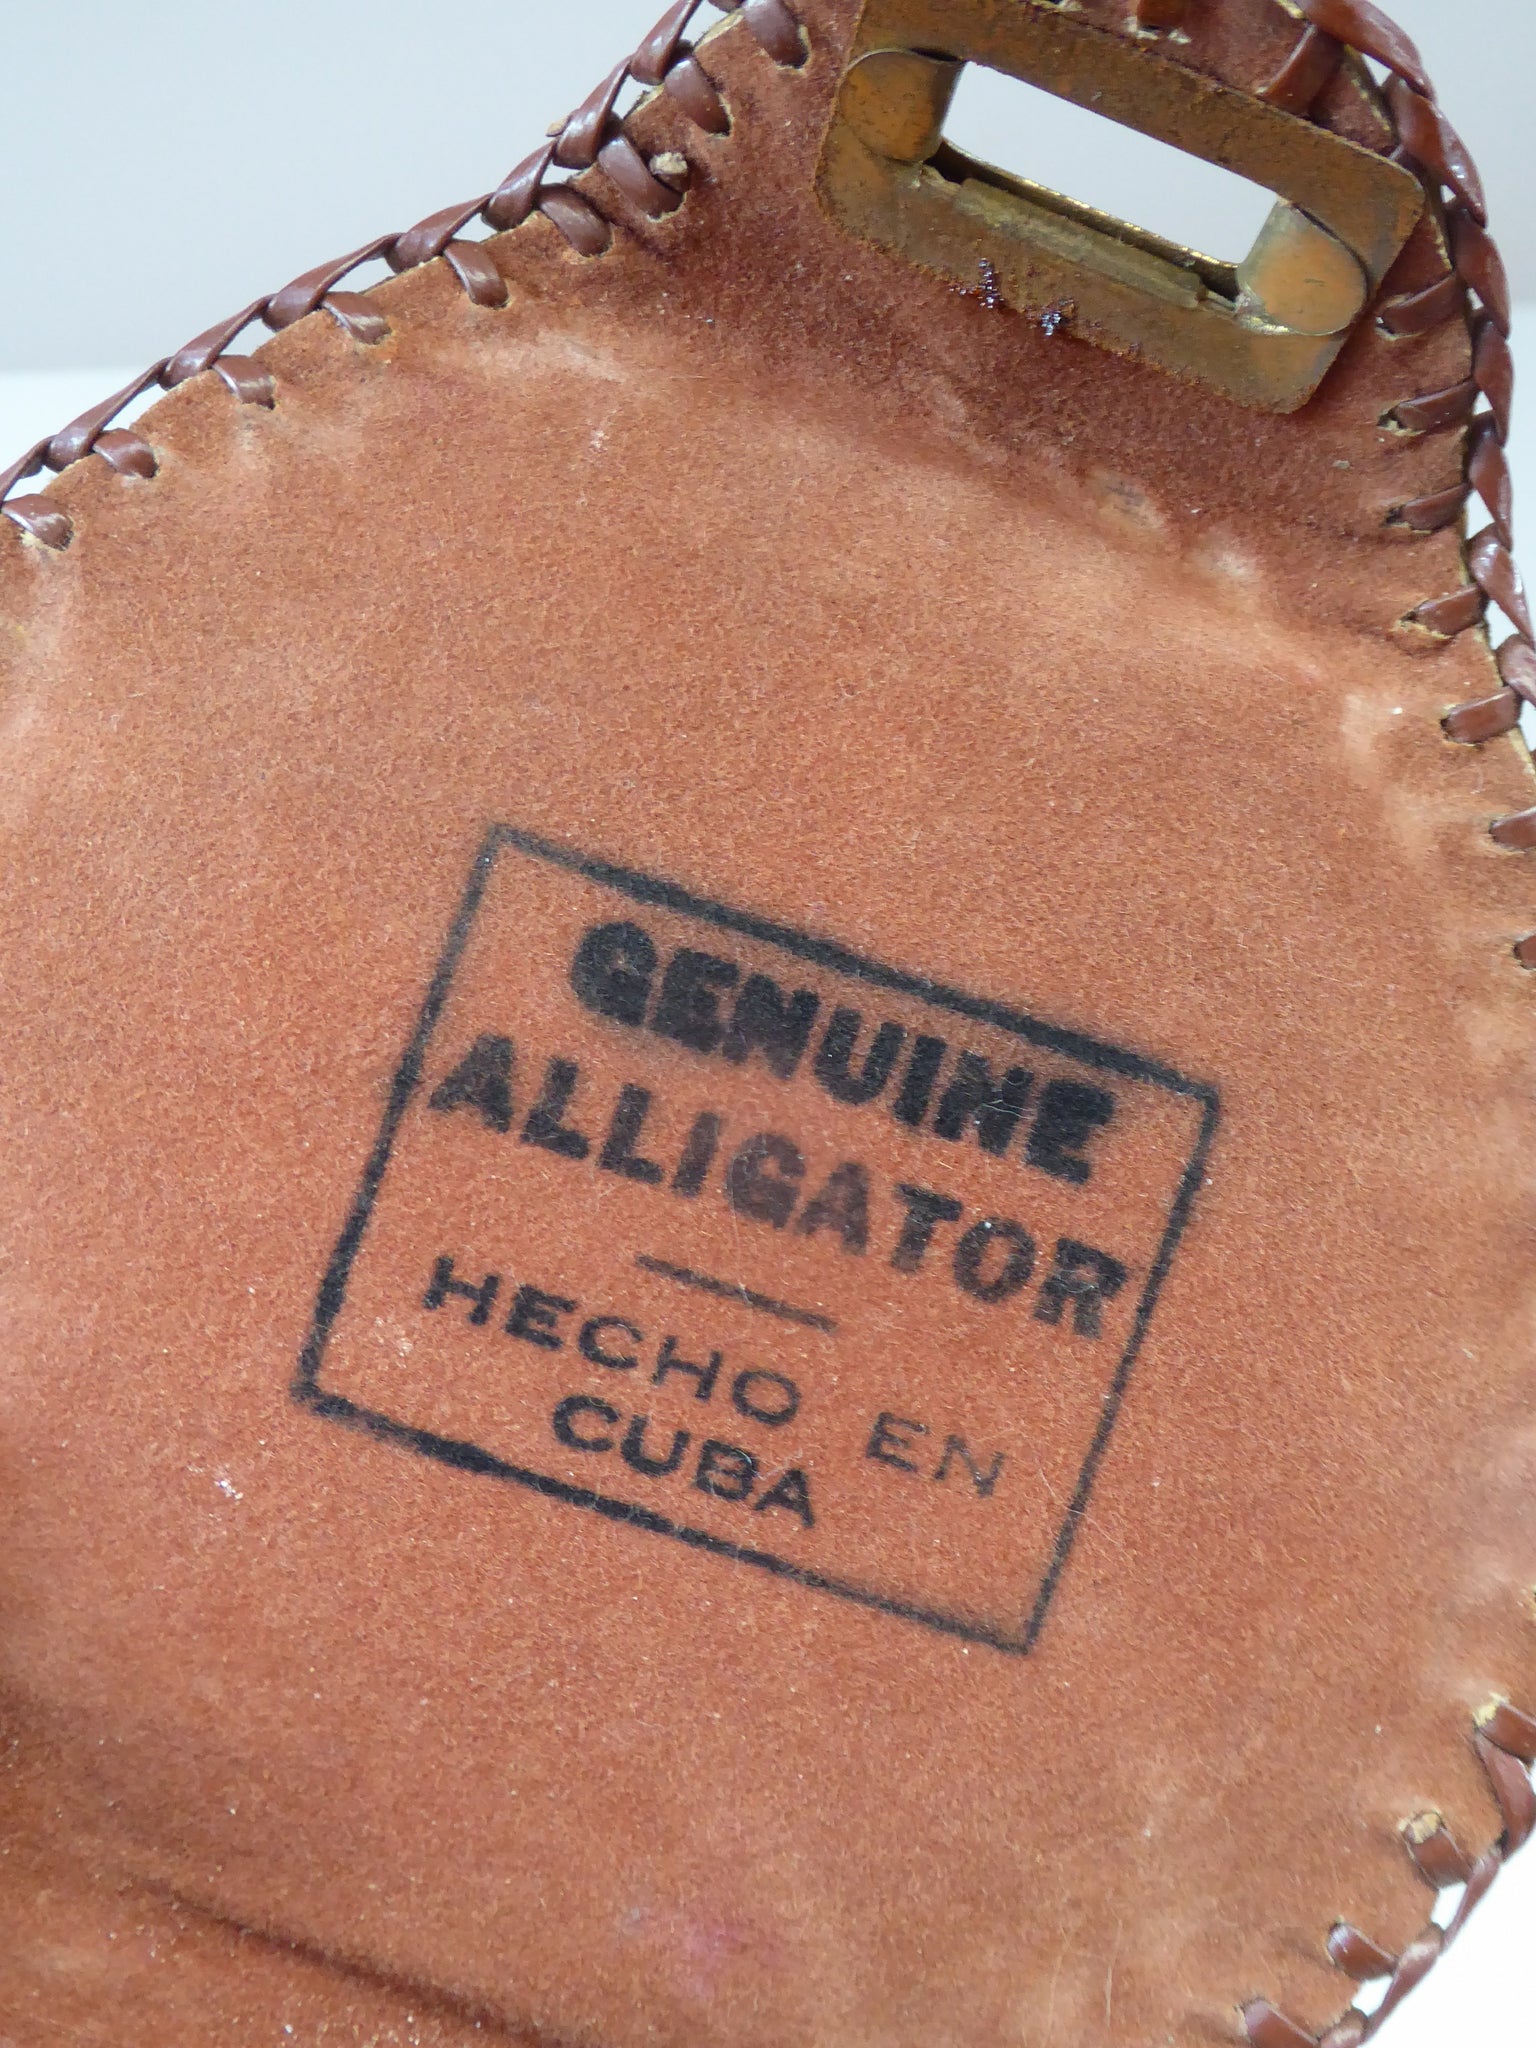 GENUINE
ALLIGATOR
HECHO EN
CUBA